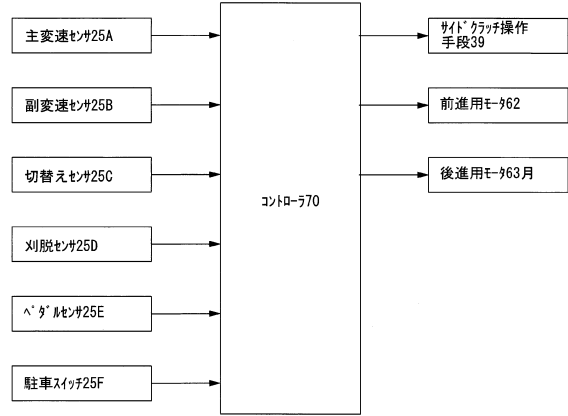 主変速ｾﾝｻ25A
副変速ｾﾝｻ25B
切替えｾﾝｻ25C
刈脱ｾﾝｻ25D
ﾍﾟﾀﾞﾙｾﾝｻ25E
駐車ｽｲｯﾁ25F
ｺﾝﾄﾛｰﾗ70
ｻｲﾄﾞｸﾗｯﾁ操作
手段39
前進用ﾓｰﾀ62
後進用ﾓｰﾀ63月